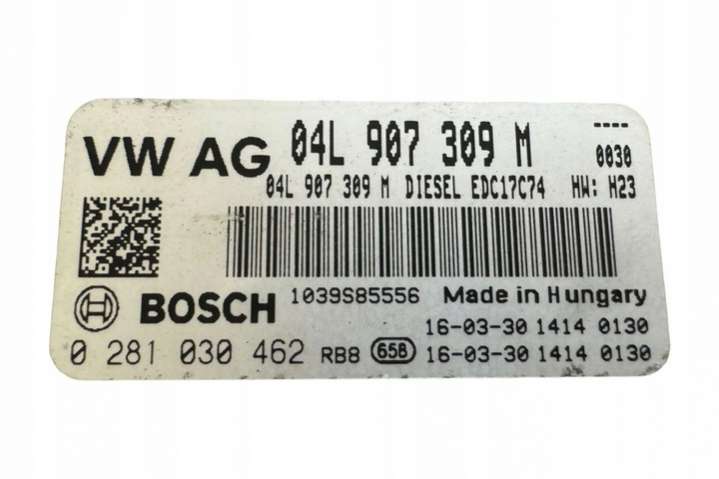 VW AG 04L 907 309 M ----
0030
04L 907 309 M DIESEL EDC17C74 HW: H23
BOSCH 1039S85556 Made in Hungary
16-03-30 1414 0130
0 281 030 462 RB8 658 16-03-30 1414 0130